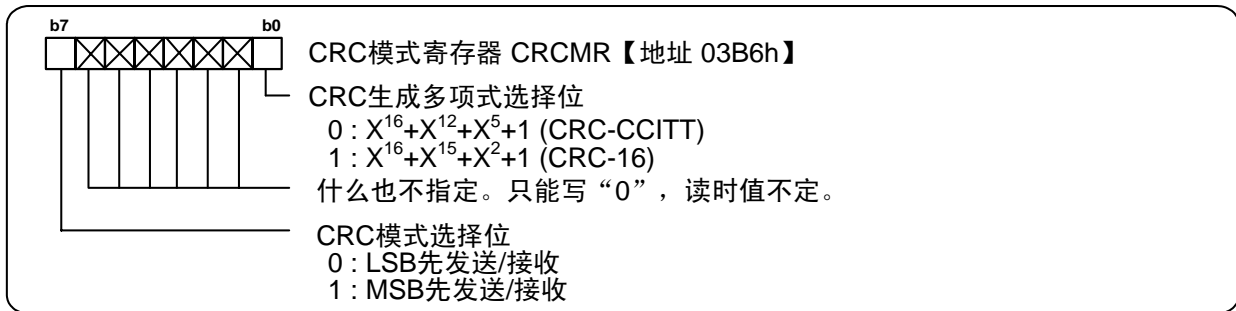 b7 b0
CRC模式寄存器 CRCMR【地址 03B6h】
CRC生成多项式选择位
0 : X¹⁶+X¹²+X⁵+1 (CRC-CCITT)
1 : X¹⁶+X¹⁵+X²+1 (CRC-16)
什么也不指定。只能写“0”，读时值不定。
CRC模式选择位
0 : LSB先发送/接收
1 : MSB先发送/接收